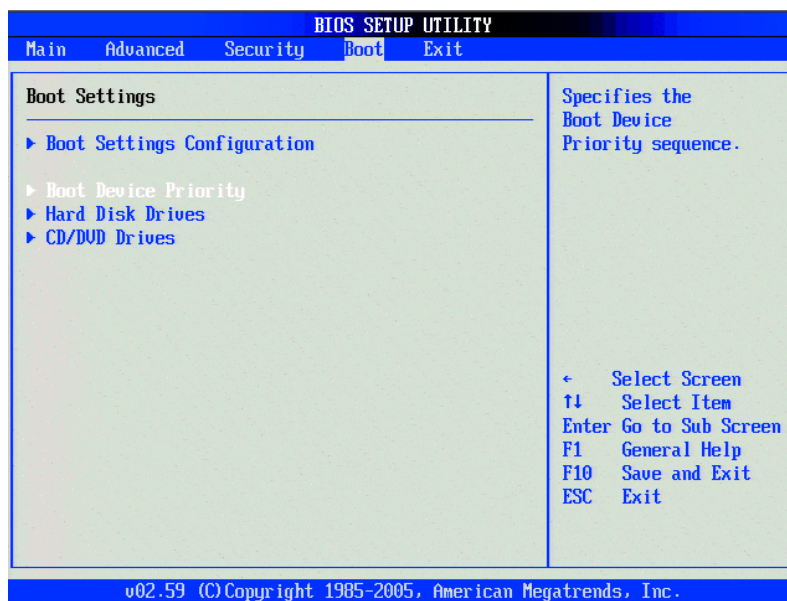 BIOS SETUP UTILITY
Main Advanced Security Boot Exit
Boot Settings
▶ Boot Settings Configuration
▶ Boot Device Priority
▶ Hard Disk Drives
▶ CD/DVD Drives
Specifies the
Boot Device
Priority sequence.
← Select Screen
↑↓ Select Item
Enter Go to Sub Screen
F1 General Help
F10 Save and Exit
ESC Exit
v02.59 (C)Copyright 1985-2005, American Megatrends, Inc.